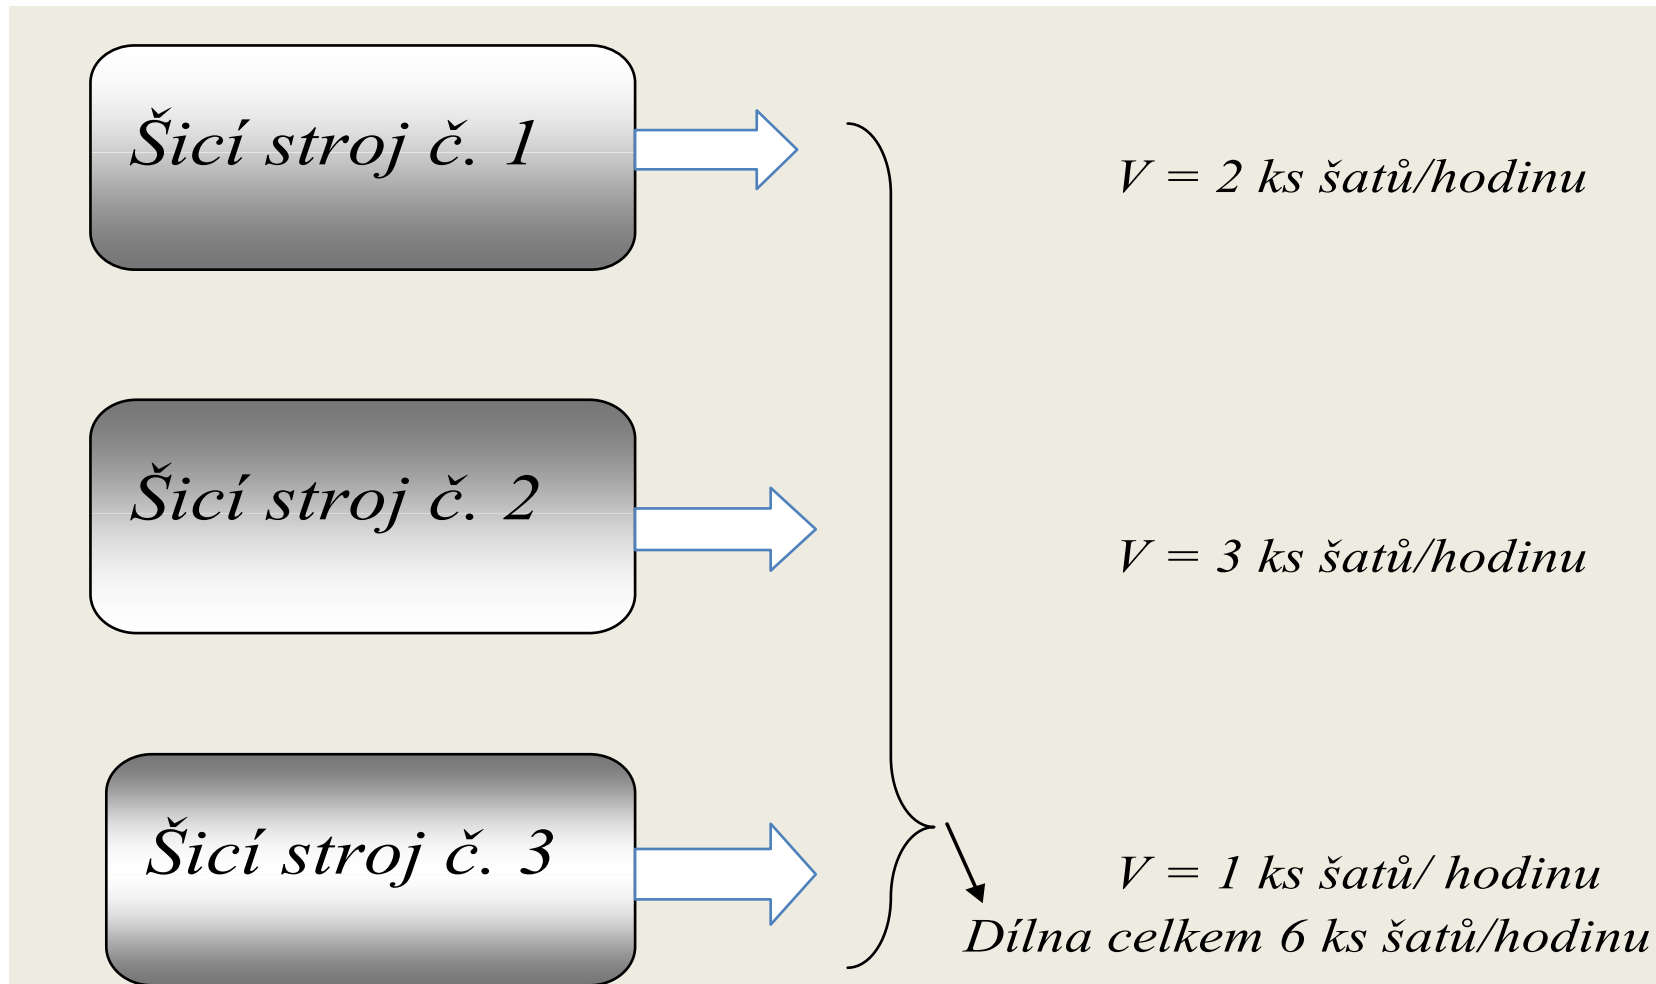 Šicí stroj č. 1
V = 2 ks šatů/hodinu
Šicí stroj č. 2
V = 3 ks šatů/hodinu
Šicí stroj č. 3
V = 1 ks šatů/ hodinu
Dílna celkem 6 ks šatů/hodinu